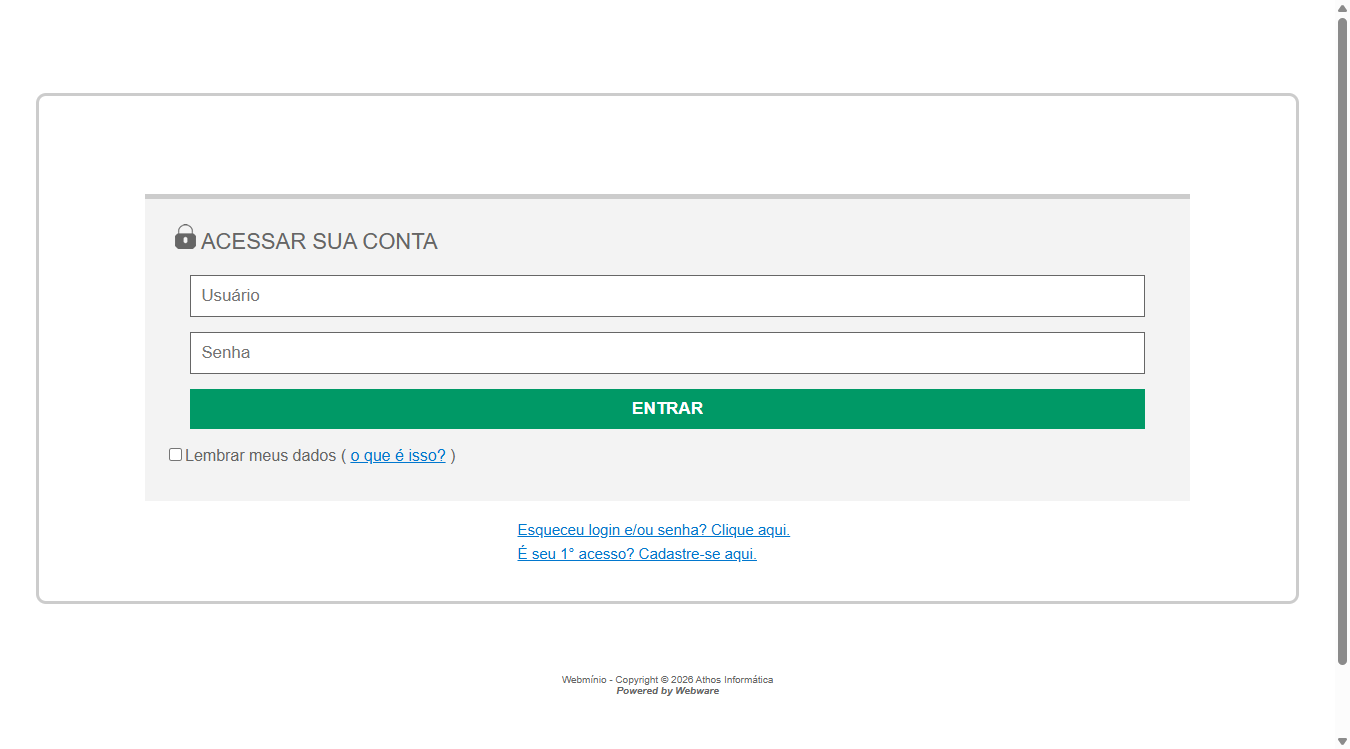 ACESSAR SUA CONTA
Usuário
Senha
ENTRAR
Lembrar meus dados ( o que é isso? )
Esqueceu login e/ou senha? Clique aqui.
É seu 1° acesso? Cadastre-se aqui.
Webmínio - Copyright © 2026 Athos Informática
Powered by Webware